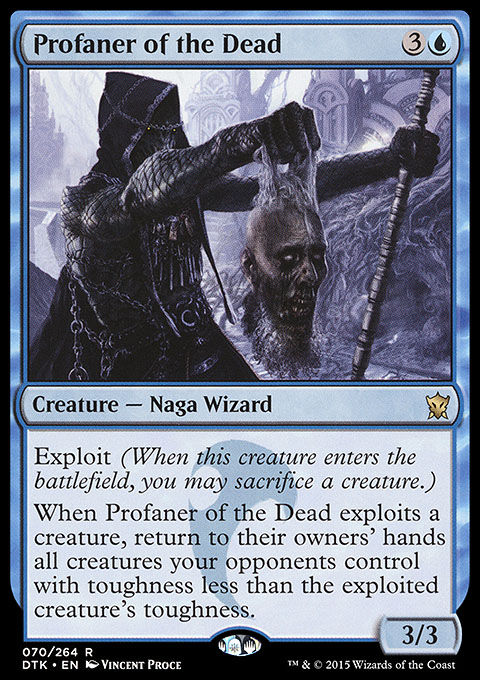 Profaner of the Dead 3
Creature — Naga Wizard
Exploit (When this creature enters the
battlefield, you may sacrifice a creature.)
When Profaner of the Dead exploits a
creature, return to their owners' hands
all creatures your opponents control
with toughness less than the exploited
creature's toughness.
3/3
070/264 R
DTK • EN Vincent Proce
™ & © 2015 Wizards of the Coast